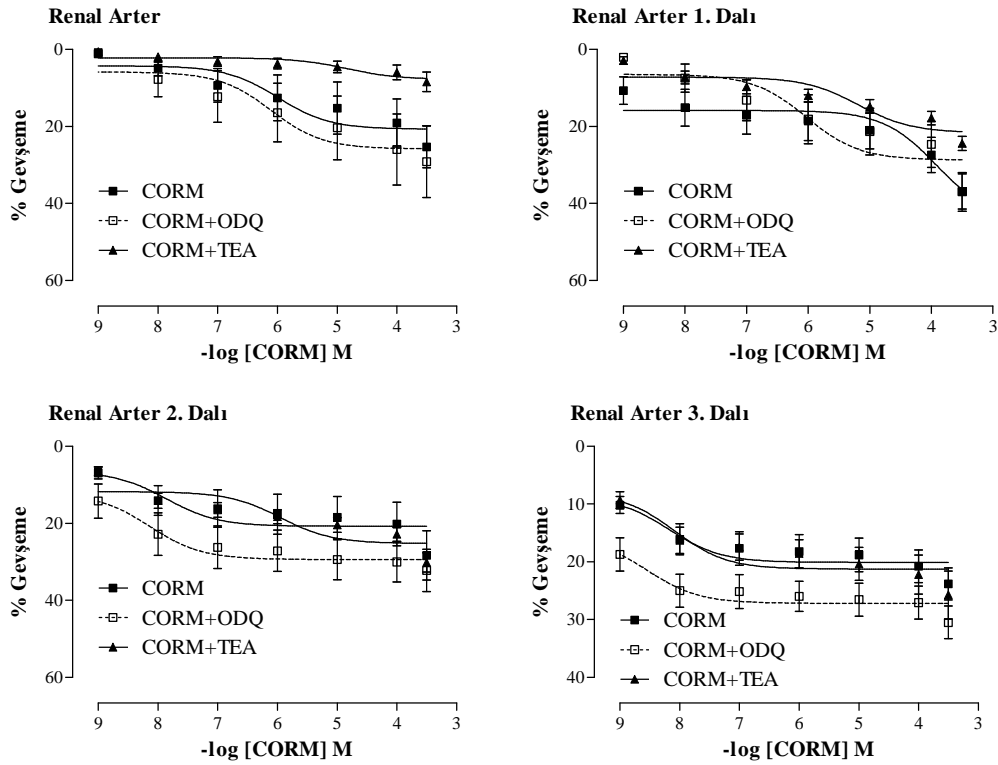 Renal Arter
% Gevşeme
0
20
40
60
CORM
CORM+ODQ
CORM+TEA
9 8 7 6 5 4 3
-log [CORM] M
Renal Arter 1. Dalı
% Gevşeme
0
20
40
60
CORM
CORM+ODQ
CORM+TEA
9 8 7 6 5 4 3
-log [CORM] M
Renal Arter 2. Dalı
% Gevşeme
0
20
40
60
CORM
CORM+ODQ
CORM+TEA
9 8 7 6 5 4 3
-log [CORM] M
Renal Arter 3. Dalı
% Gevşeme
0
10
20
30
40
CORM
CORM+ODQ
CORM+TEA
9 8 7 6 5 4 3
-log [CORM] M